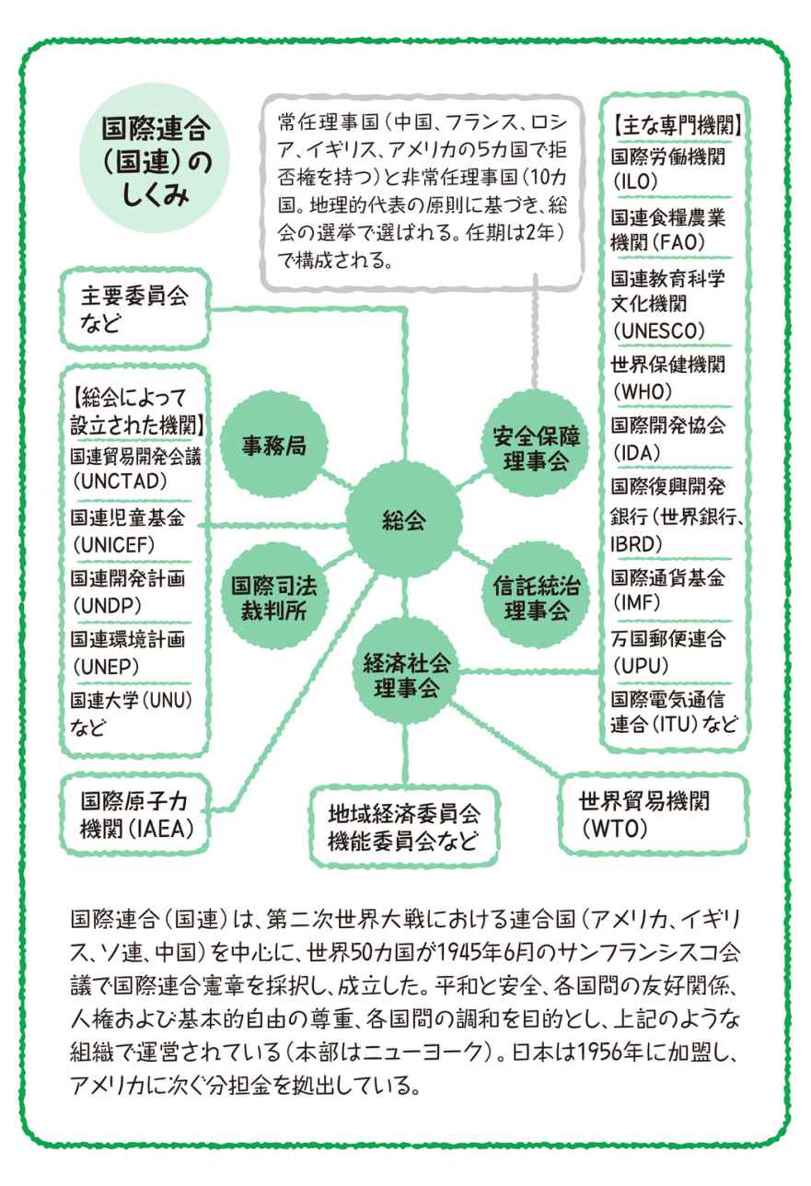 国際連合
（国連）の
しくみ
常任理事国（中国、フランス、ロシ
ア、イギリス、アメリカの5カ国で拒
否権を持つ）と非常任理事国（10カ
国。地理的代表の原則に基づき、総
会の選挙で選ばれる。任期は2年）
で構成される。
【主な専門機関】
国際労働機関
（ILO）
国連食糧農業
機関（FAO）
国連教育科学
文化機関
（UNESCO）
世界保健機関
（WHO）
国際開発協会
（IDA）
国際復興開発
銀行（世界銀行、
IBRD）
国際通貨基金
（IMF）
万国郵便連合
（UPU）
国際電気通信
連合（ITU）など
主要委員会
など
【総会によって
設立された機関】
国連貿易開発会議
（UNCTAD）
国連児童基金
（UNICEF）
国連開発計画
（UNDP）
国連環境計画
（UNEP）
国連大学（UNU）
など
事務局
安全保障
理事会
総会
国際司法
裁判所
信託統治
理事会
経済社会
理事会
国際原子力
機関（IAEA）
地域経済委員会
機能委員会など
世界貿易機関
（WTO）
国際連合（国連）は、第二次世界大戦における連合国（アメリカ、イギリ
ス、ソ連、中国）を中心に、世界50カ国が1945年6月のサンフランシスコ会
議で国際連合憲章を採択し、成立した。平和と安全、各国間の友好関係、
人権および基本的自由の尊重、各国間の調和を目的とし、上記のような
組織で運営されている（本部はニューヨーク）。日本は1956年に加盟し、
アメリカに次ぐ分担金を拠出している。